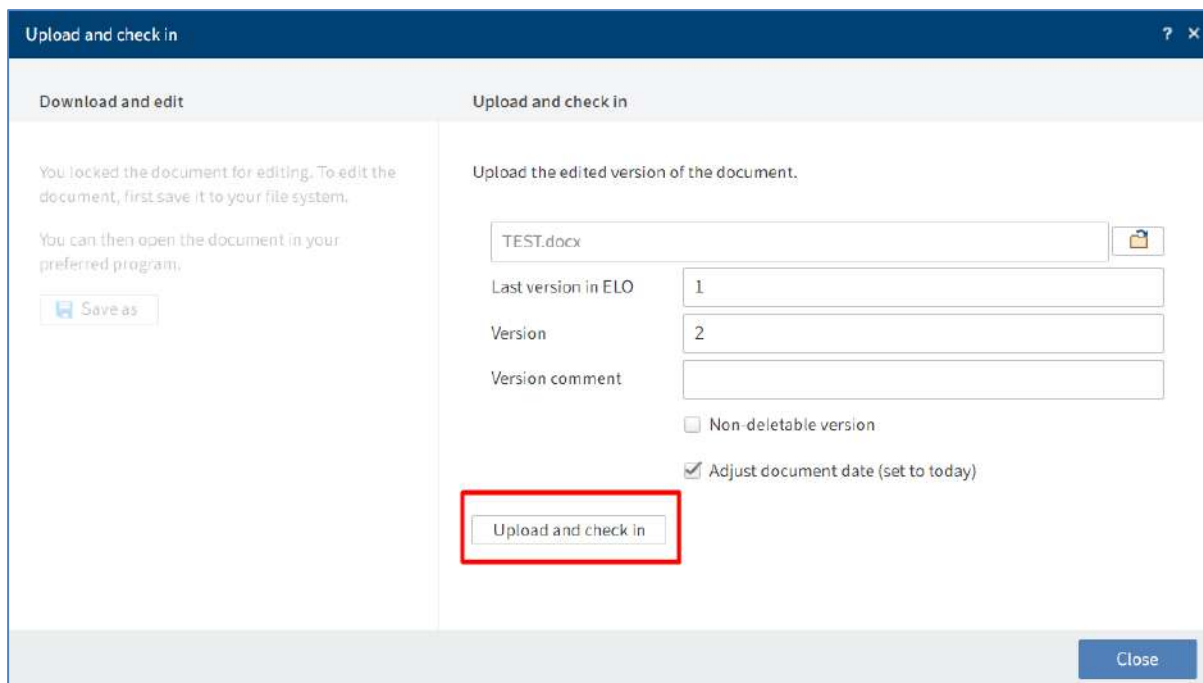 Upload and check in
? ×
Download and edit
Upload and check in
You locked the document for editing. To edit the
document, first save it to your file system.
You can then open the document in your
preferred program.
Save as
Upload the edited version of the document.
TEST.docx
Last version in ELO 1
Version 2
Version comment
Non-deletable version
Adjust document date (set to today)
Upload and check in
Close